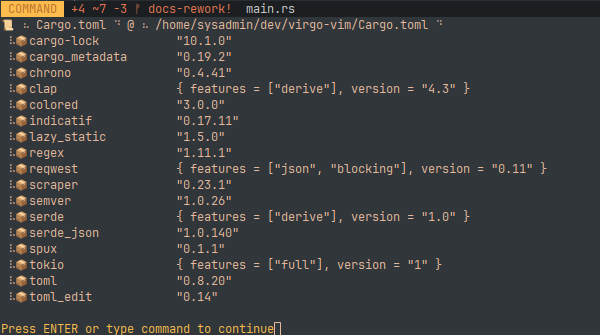 COMMAND +4 ~7 -3 docs-rework! main.rs
Cargo.toml @ /home/sysadmin/dev/virgo-vim/Cargo.toml
cargo-lock "10.1.0"
cargo_metadata "0.19.2"
chrono "0.4.41"
clap { features = ["derive"], version = "4.3" }
colored "3.0.0"
indicatif "0.17.11"
lazy_static "1.5.0"
regex "1.11.1"
reqwest { features = ["json", "blocking"], version = "0.11" }
scraper "0.23.1"
semver "1.0.26"
serde { features = ["derive"], version = "1.0" }
serde_json "1.0.140"
spux "0.1.1"
tokio { features = ["full"], version = "1" }
toml "0.8.20"
toml_edit "0.14"
Press ENTER or type command to continue